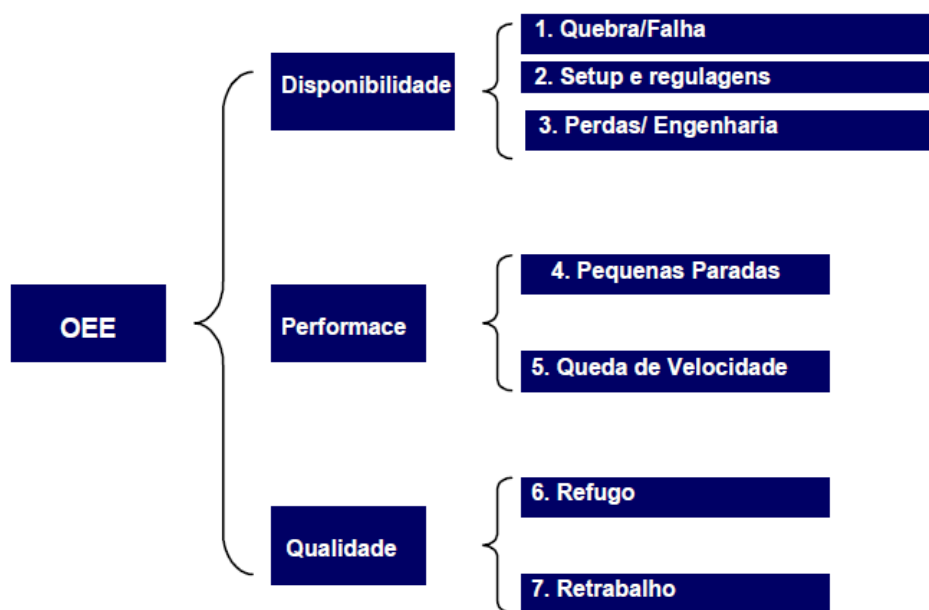 OEE
Disponibilidade
1. Quebra/Falha
2. Setup e regulagens
3. Perdas/ Engenharia
Performace
4. Pequenas Paradas
5. Queda de Velocidade
Qualidade
6. Refugo
7. Retrabalho